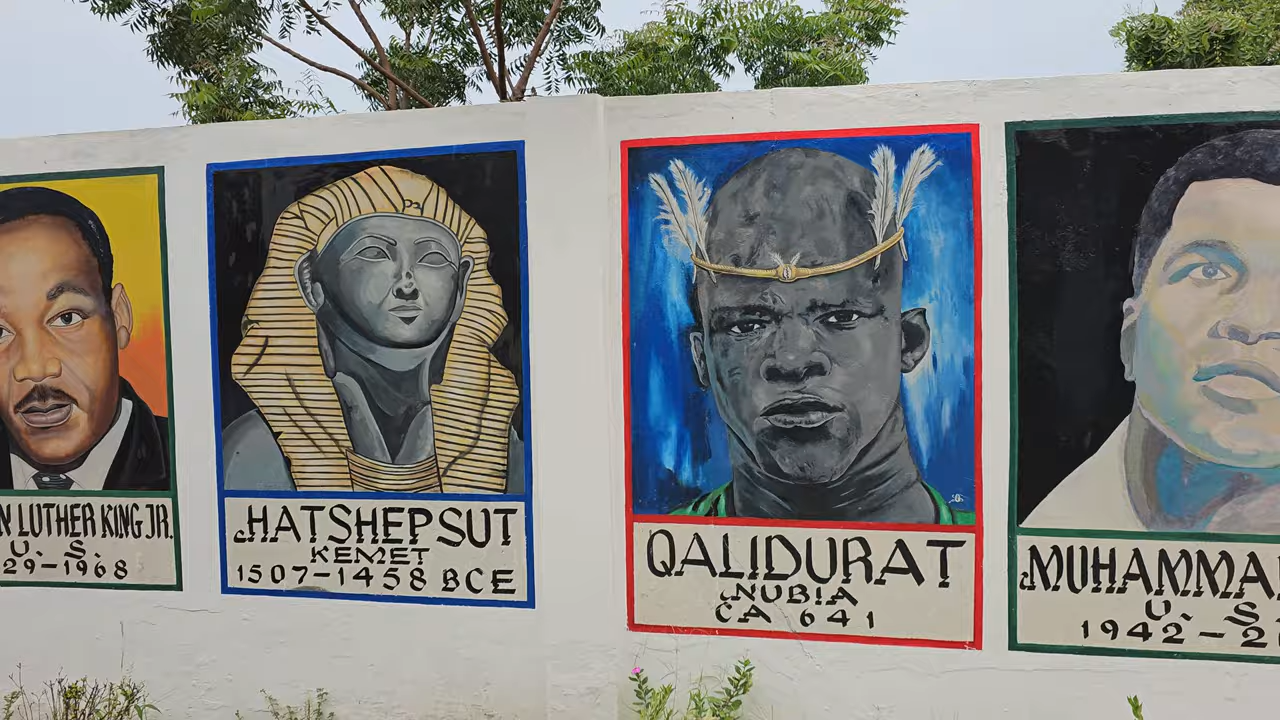 N LUTHER KING JR.
U. S.
29-1968
HATSHEPSUT
KEMET
1507-1458 BCE
QALIDURAT
NUBIA
CA 641
MUHAMMA
U. S
1942-2